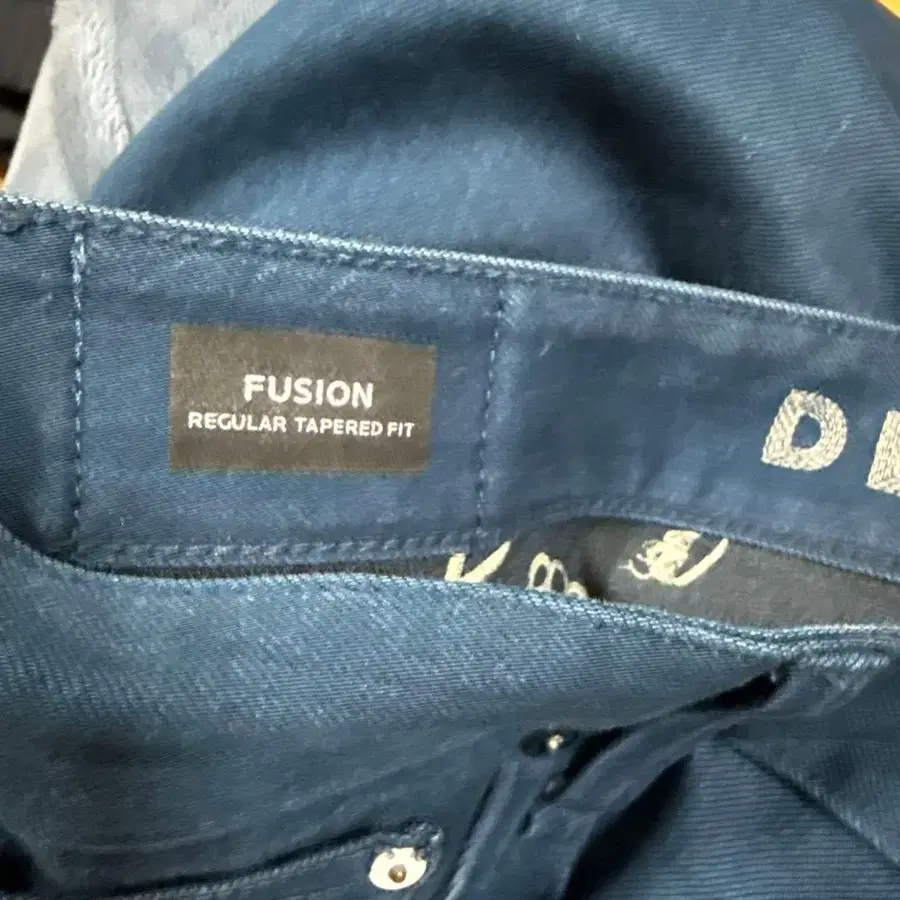 FUSION
REGULAR TAPERED FIT
D